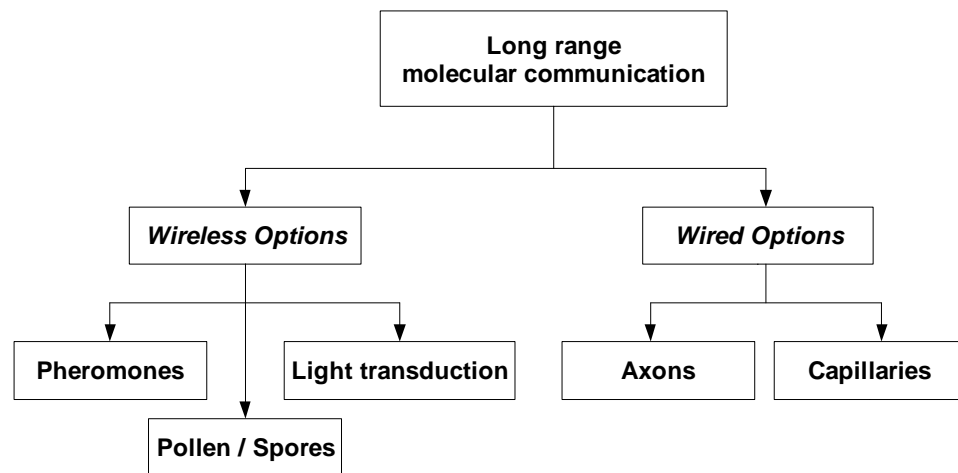 Long range
molecular communication
Wireless Options
Wired Options
Pheromones
Light transduction
Axons
Capillaries
Pollen / Spores